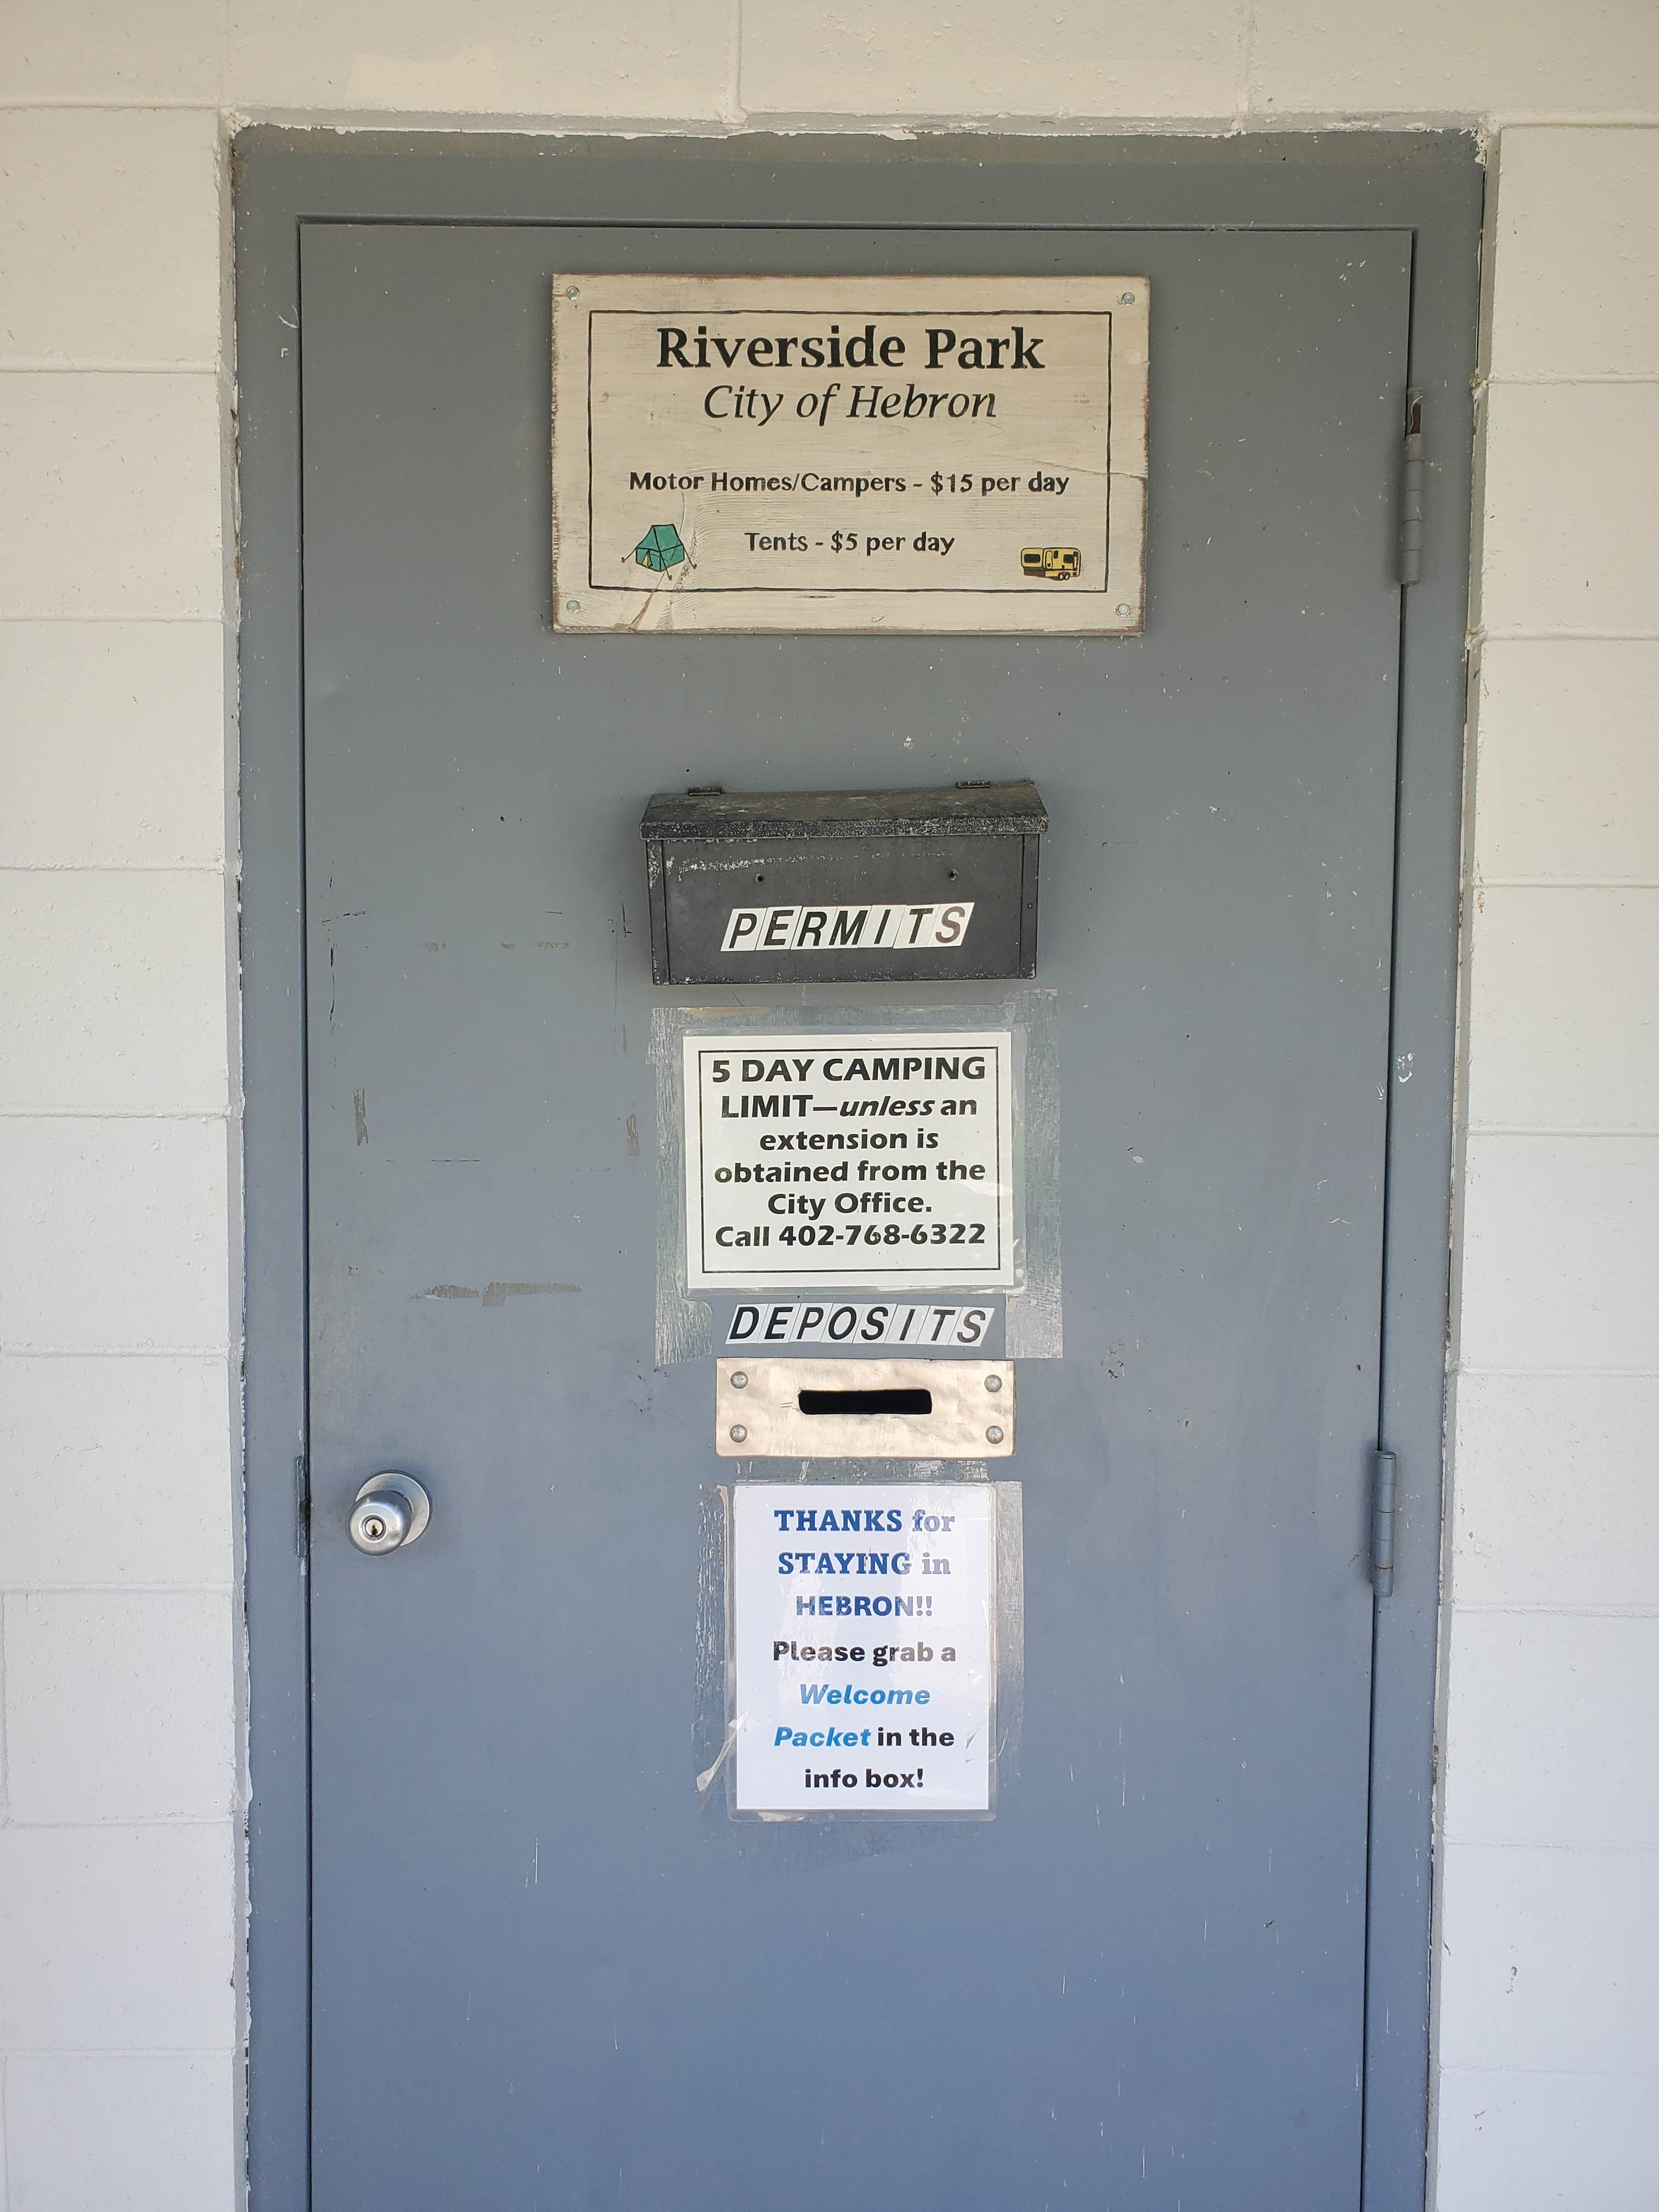 Riverside Park
City of Hebron
Motor Homes/Campers - $15 per day
Tents - $5 per day
PERMITS
5 DAY CAMPING
LIMIT—unless an
extension is
obtained from the
City Office.
Call 402-768-6322
DEPOSITS
THANKS for
STAYING in
HEBRON!!
Please grab a
Welcome
Packet in the
info box!